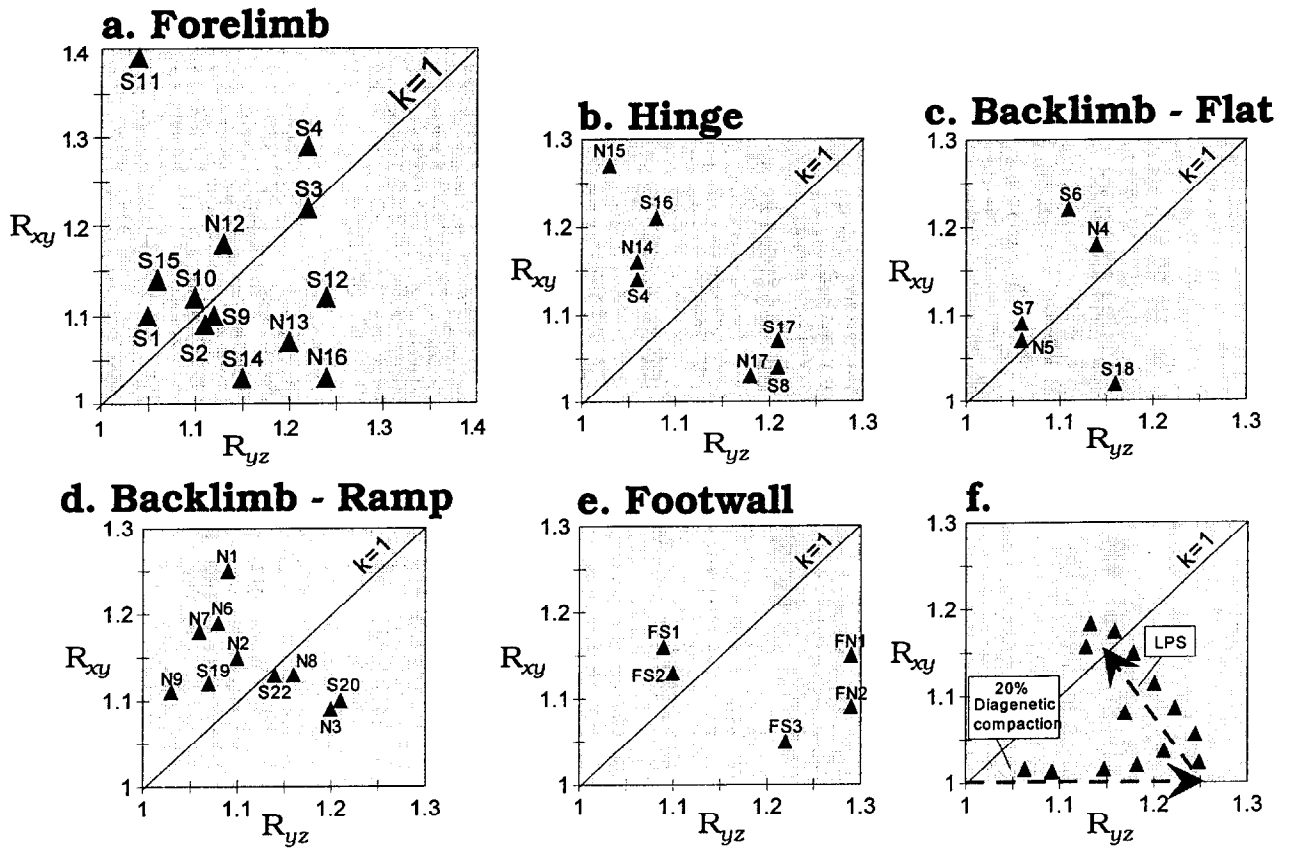 a. Forelimb
1.4
S11
k=1
1.3
S4
S3
Rxy
1.2
N12
S15
S10
S12
1.1
S1
S9
N13
S2
S14
N16
1
1
1.1
1.2
1.3
1.4
Ryz
b. Hinge
1.3
N15
k=1
S16
1.2
N14
Rxy
S4
1.1
S17
N17
S8
1
1
1.1
1.2
1.3
Ryz
c. Backlimb - Flat
1.3
k=1
S6
1.2
N4
Rxy
S7
1.1
N5
S18
1
1
1.1
1.2
1.3
Ryz
d. Backlimb - Ramp
1.3
k=1
N1
1.2
N7
N6
N2
Rxy
N9
S19
N8
1.1
S22
S20
N3
1
1
1.1
1.2
1.3
Ryz
e. Footwall
1.3
k=1
1.2
FS1
FN1
Rxy
FS2
1.1
FN2
FS3
1
1
1.1
1.2
1.3
Ryz
f.
1.3
k=1
1.2
LPS
Rxy
1.1
20%
Diagenetic
compaction
1
1
1.1
1.2
1.3
Ryz